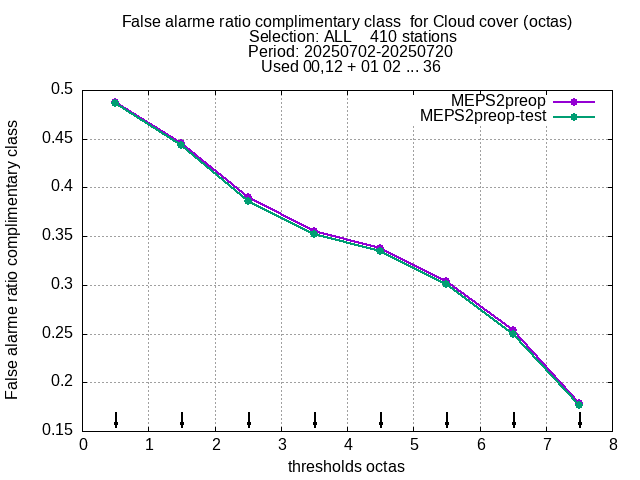 False alarme ratio complimentary class  for Cloud cover (octas)
Selection: ALL    410 stations
Period: 20250702-20250720
Used 00,12 + 01 02 ... 36
MEPS2preop
MEPS2preop-test
False alarme ratio complimentary class
0.5
0.45
0.4
0.35
0.3
0.25
0.2
0.15
0 1 2 3 4 5 6 7 8
thresholds octas